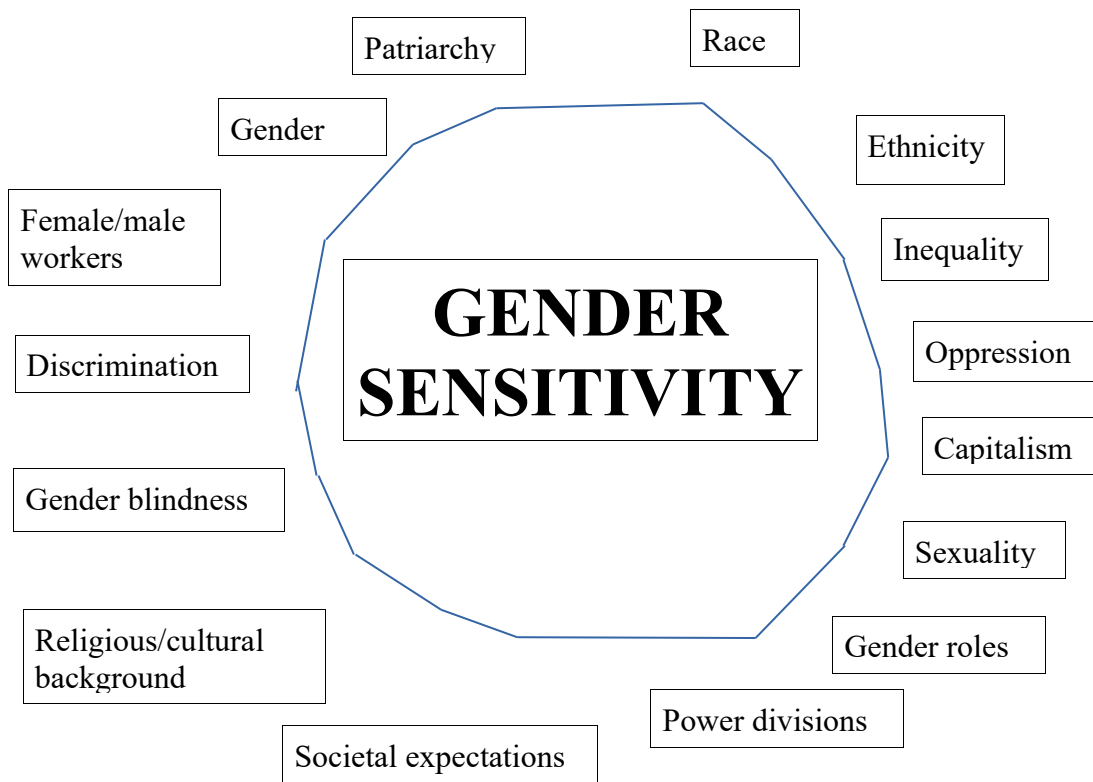 Patriarchy
Race
Gender
Ethnicity
Female/male
workers
Inequality
GENDER
SENSITIVITY
Oppression
Discrimination
Capitalism
Gender blindness
Sexuality
Religious/cultural
background
Gender roles
Power divisions
Societal expectations